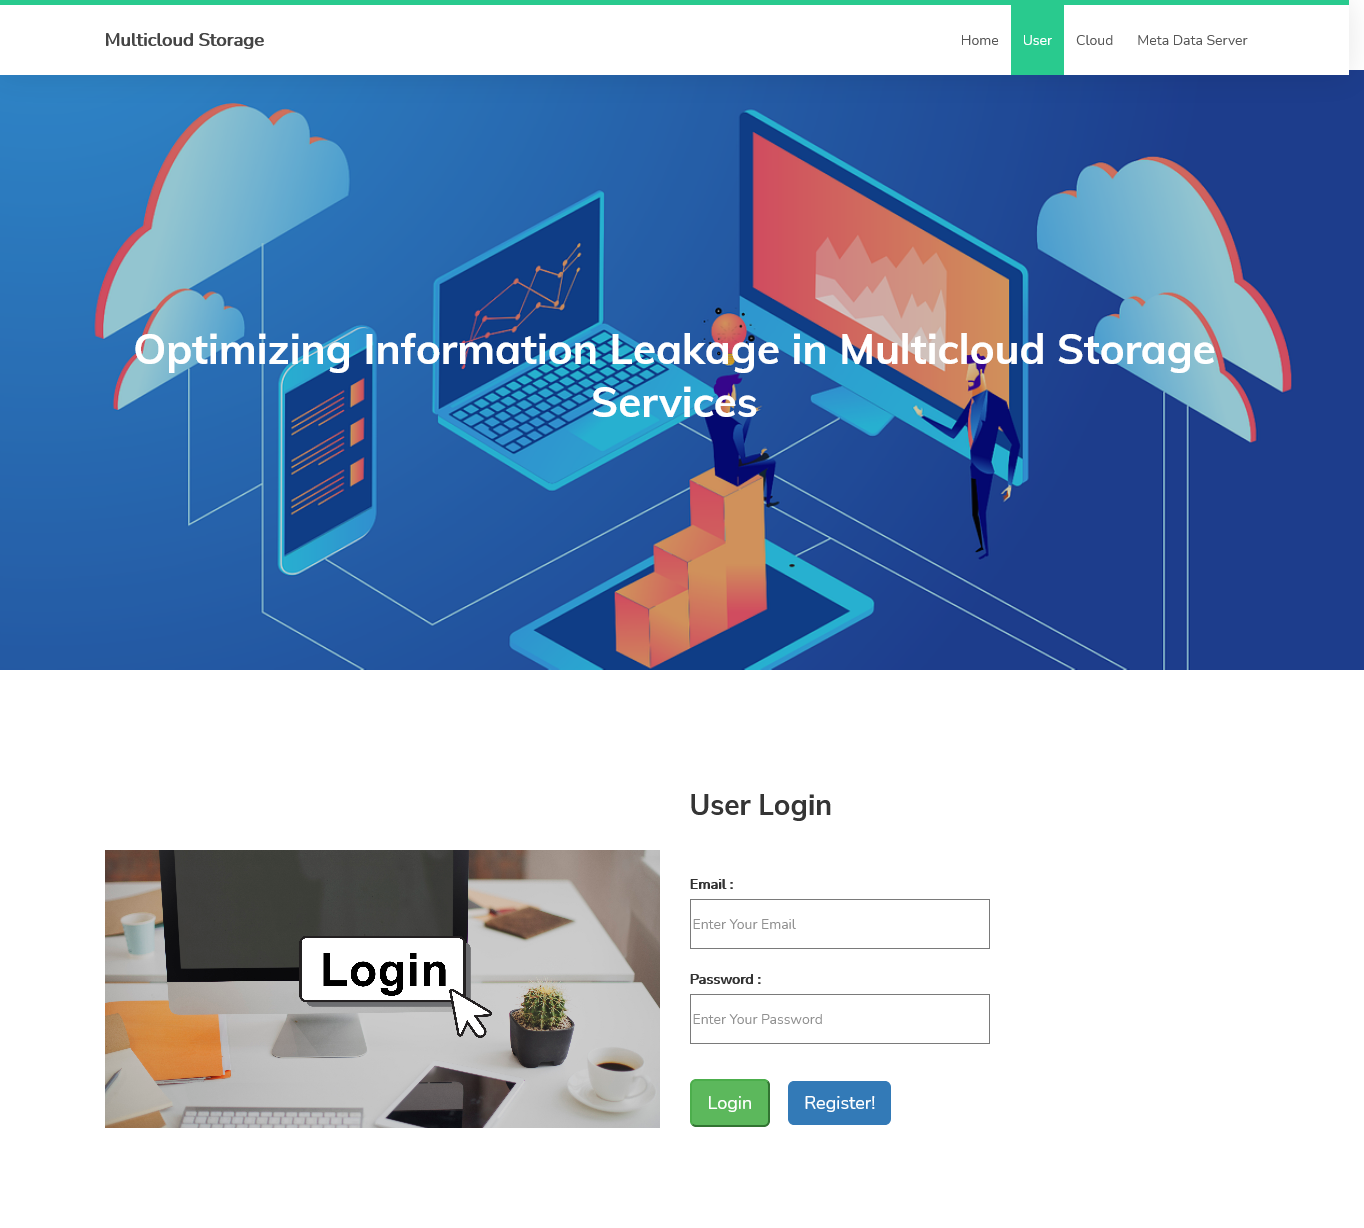 Multicloud Storage
Home User Cloud Meta Data Server
Optimizing Information Leakage in Multicloud Storage
Services
User Login
Email :
Enter Your Email
Password :
Enter Your Password
Login
Login Register!